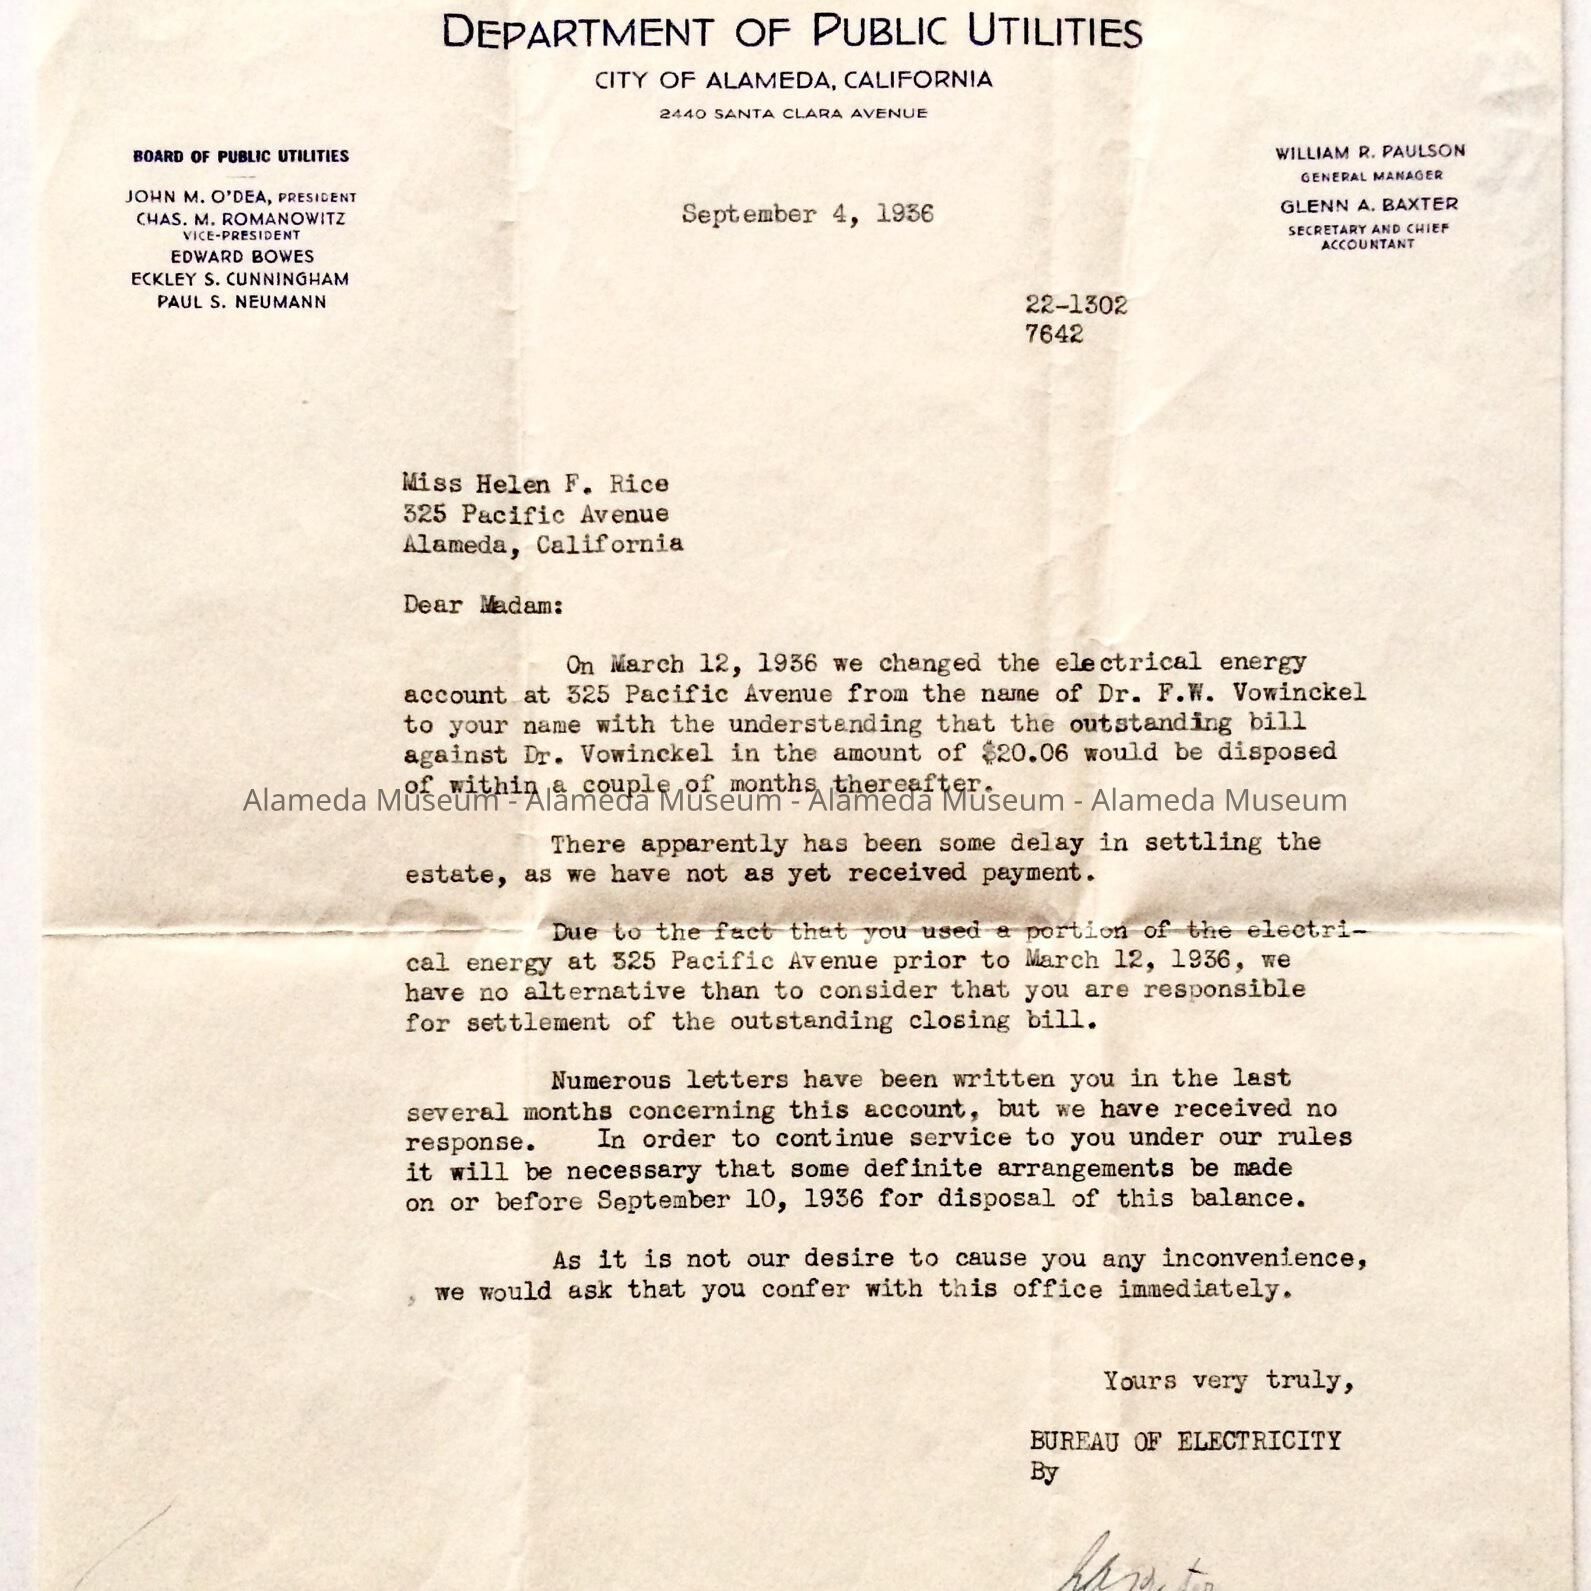 DEPARTMENT OF PUBLIC UTILITIES
CITY OF ALAMEDA, CALIFORNIA
2440 SANTA CLARA AVENUE
BOARD OF PUBLIC UTILITIES
JOHN M. O'DEA, PRESIDENT
CHAS. M. ROMANOWITZ
VICE-PRESIDENT
EDWARD BOWES
ECKLEY S. CUNNINGHAM
PAUL S. NEUMANN
WILLIAM R. PAULSON
GENERAL MANAGER
GLENN A. BAXTER
SECRETARY AND CHIEF
ACCOUNTANT
September 4, 1936
22-1302
7642
Miss Helen F. Rice
325 Pacific Avenue
Alameda, California
Dear Madam:
On March 12, 1936 we changed the electrical energy
account at 325 Pacific Avenue from the name of Dr. F.W. Vowinckel
to your name with the understanding that the outstanding bill
against Dr. Vowinckel in the amount of $20.06 would be disposed
of within a couple of months thereafter.
Alameda Museum - Alameda Museum - Alameda Museum - Alameda Museum
There apparently has been some delay in settling the
estate, as we have not as yet received payment.
Due to the fact that you used a portion of the electri-
cal energy at 325 Pacific Avenue prior to March 12, 1936, we
have no alternative than to consider that you are responsible
for settlement of the outstanding closing bill.
Numerous letters have been written you in the last
several months concerning this account, but we have received no
response. In order to continue service to you under our rules
it will be necessary that some definite arrangements be made
on or before September 10, 1936 for disposal of this balance.
As it is not our desire to cause you any inconvenience,
, we would ask that you confer with this office immediately.
Yours very truly,
BUREAU OF ELECTRICITY
By